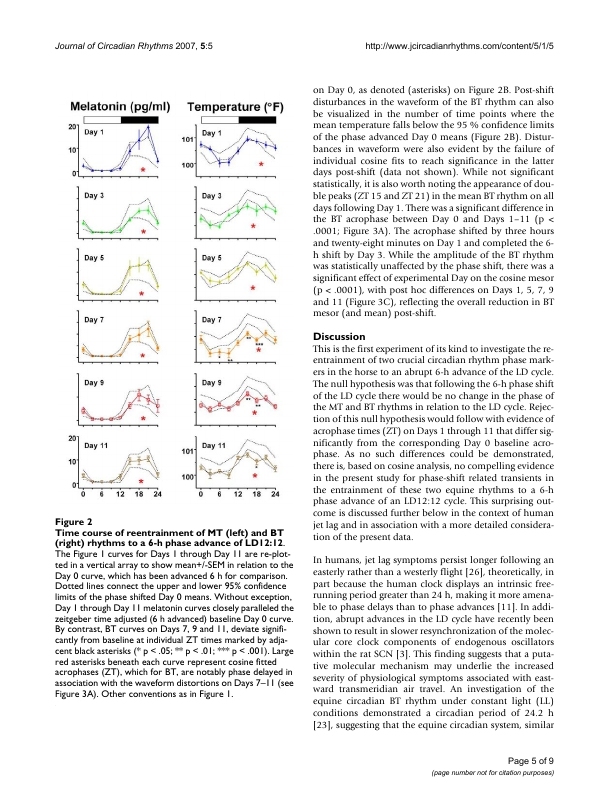 Journal of Circadian Rhythms 2007, 5:5
http://www.jcircadianrhythms.com/content/5/1/5
Melatonin (pg/ml)
Temperature (°F)
20
10
0
Day 1
101
100
Day 1
*
*
Day 3
Day 3
*
*
Day 5
Day 5
*
*
Day 7
Day 7
**
***
**
*
*
Day 9
Day 9
**
*
*
20
10
0
Day 11
101
100
Day 11
*
*
0 6 12 18 24
0 6 12 18 24
Figure 2
Time course of reentrainment of MT (left) and BT
(right) rhythms to a 6-h phase advance of LD12:12.
The Figure 1 curves for Days 1 through Day 11 are re-plot-
ted in a vertical array to show mean+/-SEM in relation to the
Day 0 curve, which has been advanced 6 h for comparison.
Dotted lines connect the upper and lower 95% confidence
limits of the phase shifted Day 0 means. Without exception,
Day 1 through Day 11 melatonin curves closely paralleled the
zeitgeber time adjusted (6 h advanced) baseline Day 0 curve.
By contrast, BT curves on Days 7, 9 and 11, deviate signifi-
cantly from baseline at individual ZT times marked by adja-
cent black asterisks (* p < .05; ** p < .01; *** p < .001). Large
red asterisks beneath each curve represent cosine fitted
acrophases (ZT), which for BT, are notably phase delayed in
association with the waveform distortions on Days 7–11 (see
Figure 3A). Other conventions as in Figure 1.
on Day 0, as denoted (asterisks) on Figure 2B. Post-shift
disturbances in the waveform of the BT rhythm can also
be visualized in the number of time points where the
mean temperature falls below the 95 % confidence limits
of the phase advanced Day 0 means (Figure 2B). Distur-
bances in waveform were also evident by the failure of
individual cosine fits to reach significance in the latter
days post-shift (data not shown). While not significant
statistically, it is also worth noting the appearance of dou-
ble peaks (ZT 15 and ZT 21) in the mean BT rhythm on all
days following Day 1. There was a significant difference in
the BT acrophase between Day 0 and Days 1–11 (p <
.0001; Figure 3A). The acrophase shifted by three hours
and twenty-eight minutes on Day 1 and completed the 6-
h shift by Day 3. While the amplitude of the BT rhythm
was statistically unaffected by the phase shift, there was a
significant effect of experimental Day on the cosine mesor
(p < .0001), with post hoc differences on Days 1, 5, 7, 9
and 11 (Figure 3C), reflecting the overall reduction in BT
mesor (and mean) post-shift.
Discussion
This is the first experiment of its kind to investigate the re-
entrainment of two crucial circadian rhythm phase mark-
ers in the horse to an abrupt 6-h advance of the LD cycle.
The null hypothesis was that following the 6-h phase shift
of the LD cycle there would be no change in the phase of
the MT and BT rhythms in relation to the LD cycle. Rejec-
tion of this null hypothesis would follow with evidence of
acrophase times (ZT) on Days 1 through 11 that differ sig-
nificantly from the corresponding Day 0 baseline acro-
phase. As no such differences could be demonstrated,
there is, based on cosine analysis, no compelling evidence
in the present study for phase-shift related transients in
the entrainment of these two equine rhythms to a 6-h
phase advance of an LD12:12 cycle. This surprising out-
come is discussed further below in the context of human
jet lag and in association with a more detailed considera-
tion of the present data.
In humans, jet lag symptoms persist longer following an
easterly rather than a westerly flight [26], theoretically, in
part because the human clock displays an intrinsic free-
running period greater than 24 h, making it more amena-
ble to phase delays than to phase advances [11]. In addi-
tion, abrupt advances in the LD cycle have recently been
shown to result in slower resynchronization of the molec-
ular core clock components of endogenous oscillators
within the rat SCN [3]. This finding suggests that a puta-
tive molecular mechanism may underlie the increased
severity of physiological symptoms associated with east-
ward transmeridian air travel. An investigation of the
equine circadian BT rhythm under constant light (LL)
conditions demonstrated a circadian period of 24.2 h
[23], suggesting that the equine circadian system, similar
Page 5 of 9
(page number not for citation purposes)